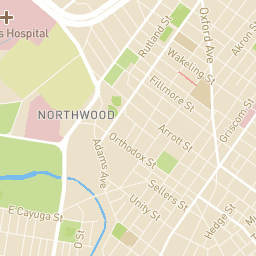 Oxford Ave
Rutland St
Akron St
s Hospital
Wakeling St
Fillmore St
NORTHWOOD
Griscom St
Arrott St
Orthodox St
Adams Ave
Sellers St
E Cayuga St
Unity St
Hedge St
O St